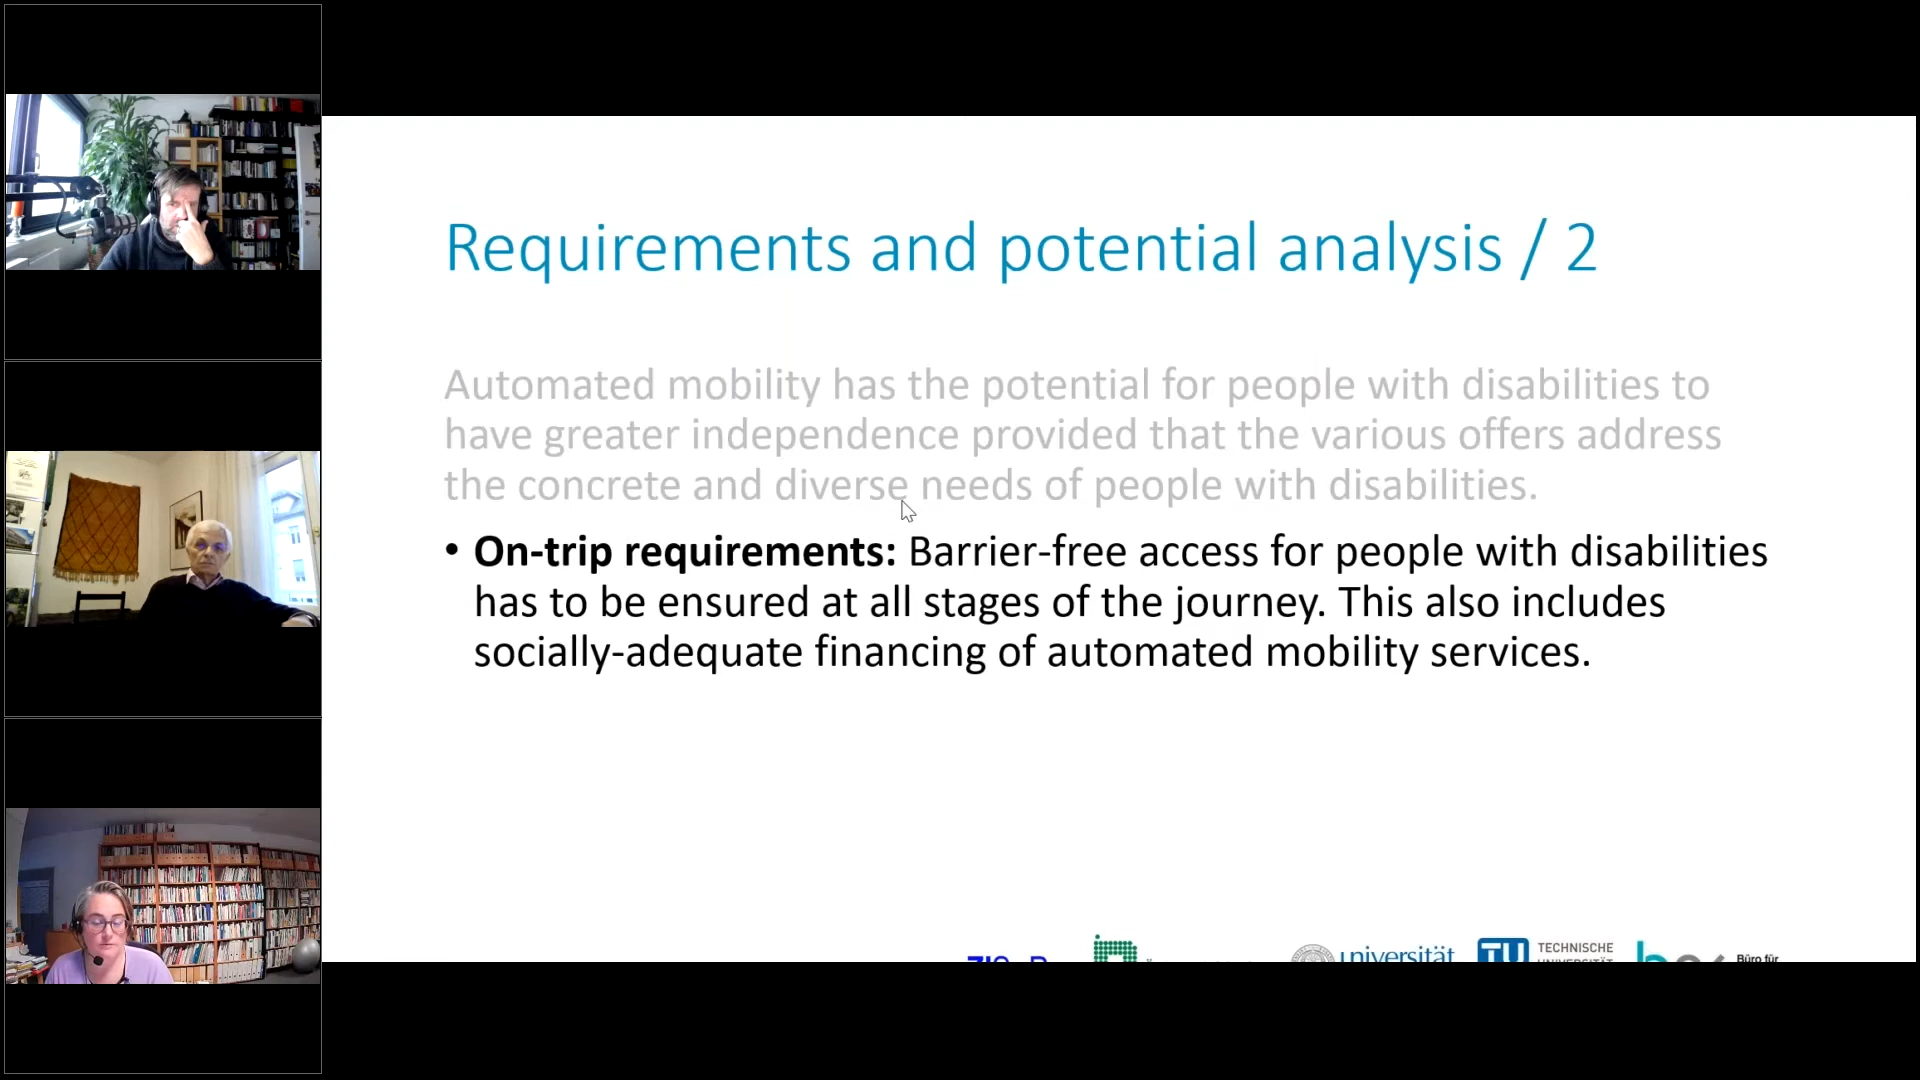 Requirements and potential analysis / 2
Automated mobility has the potential for people with disabilities to
have greater independence provided that the various offers address
the concrete and diverse needs of people with disabilities.
• On-trip requirements: Barrier-free access for people with disabilities
has to be ensured at all stages of the journey. This also includes
socially-adequate financing of automated mobility services.
universität
TU TECHNISCHE
UNIVERSITÄT
Büro für